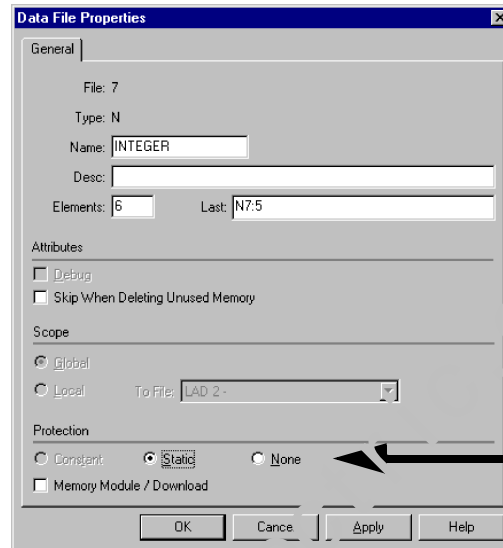 Data File Properties
General
File: 7
Type: N
Name: INTEGER
Desc:
Elements: 6 Last: N7:5
Attributes
Debug
Skip When Deleting Unused Memory
Scope
Global
Local To File: LAD 2 -
Protection
Constant Static None
Memory Module / Download
OK Cancel Apply Help